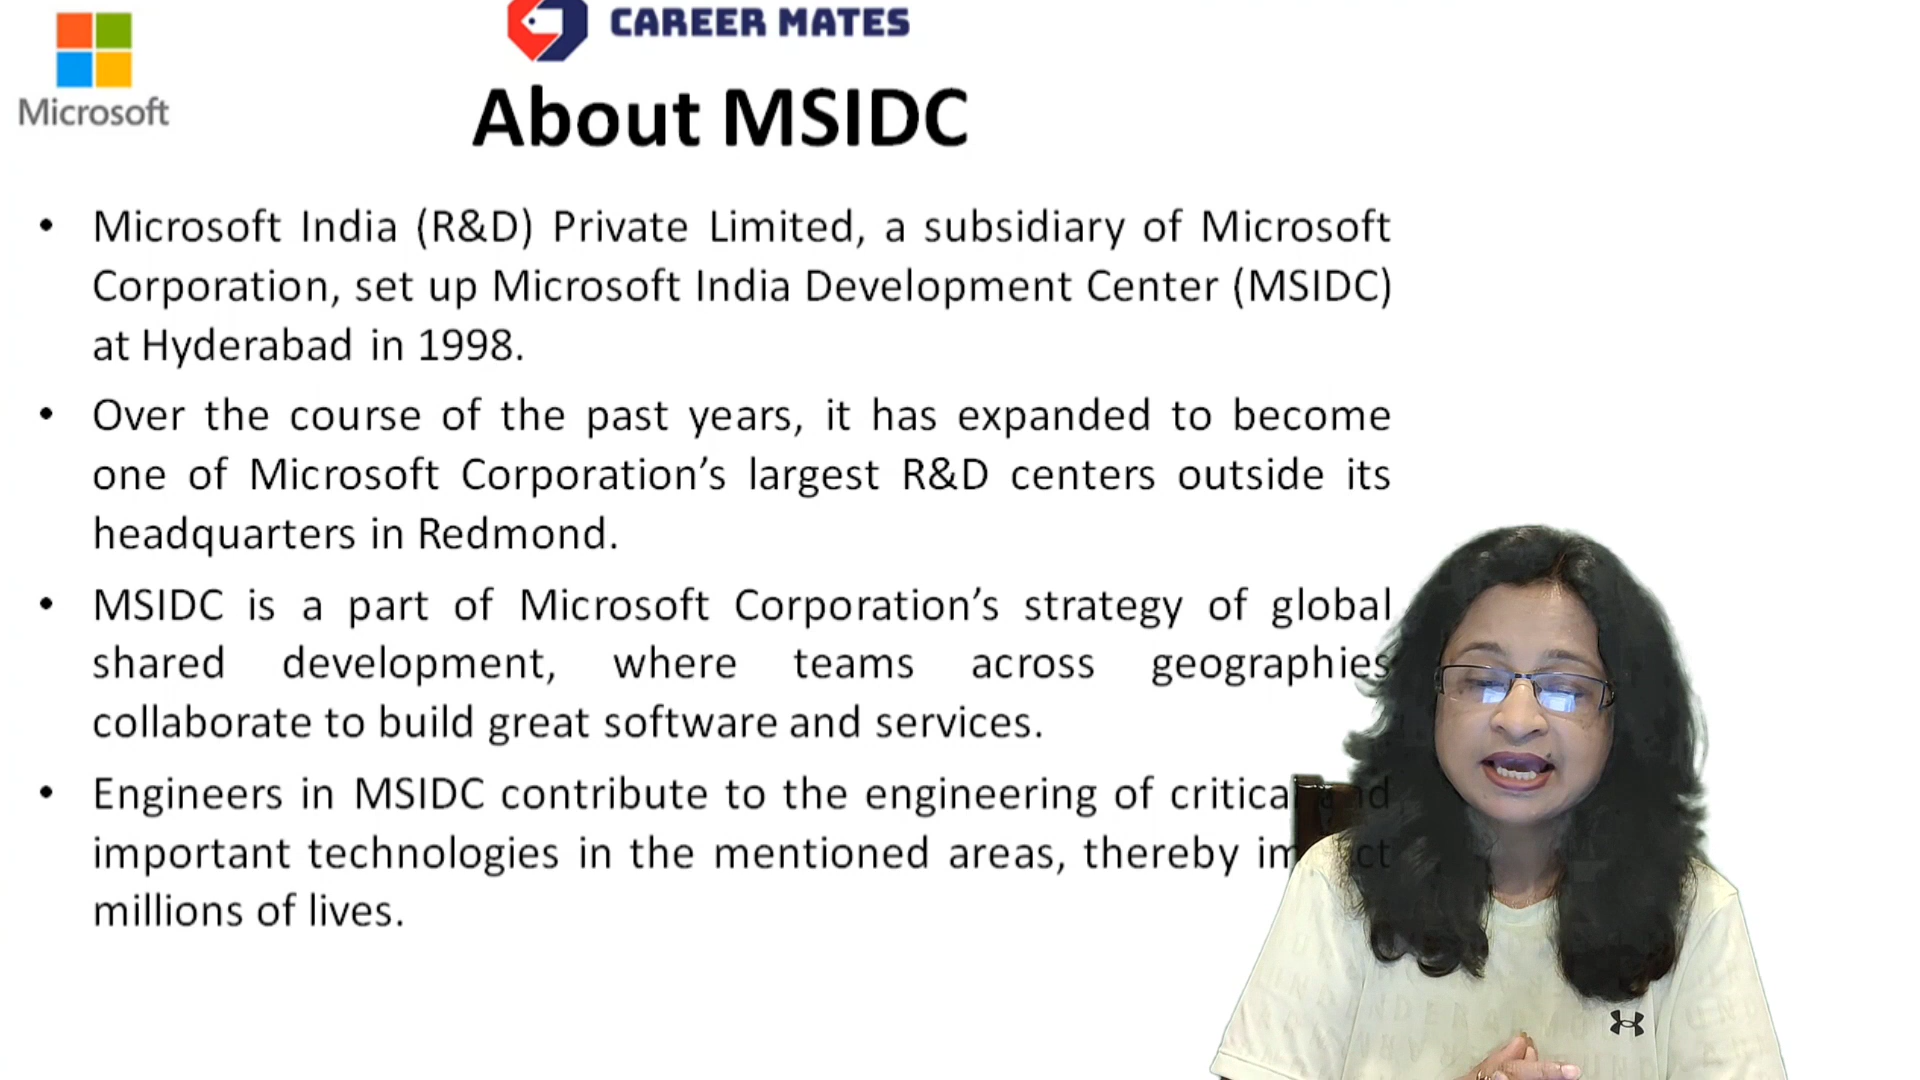 CAREER MATES
Microsoft
About MSIDC
• Microsoft India (R&D) Private Limited, a subsidiary of Microsoft
Corporation, set up Microsoft India Development Center (MSIDC)
at Hyderabad in 1998.
• Over the course of the past years, it has expanded to become
one of Microsoft Corporation’s largest R&D centers outside its
headquarters in Redmond.
• MSIDC is a part of Microsoft Corporation’s strategy of global
shared development, where teams across geographies
collaborate to build great software and services.
• Engineers in MSIDC contribute to the engineering of critical and
important technologies in the mentioned areas, thereby impact
millions of lives.